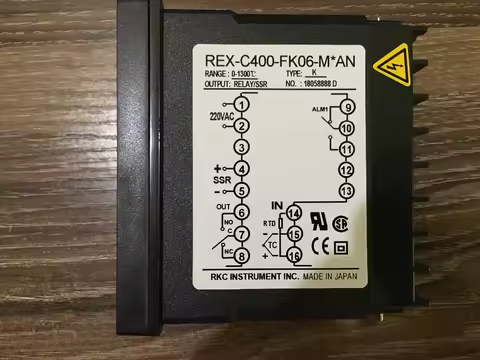 REX-C400-FK06-M*AN
RANGE: 0-1300℃ TYPE: K
OUTPUT: RELAY/SSR NO. : 18058888 D
1
220VAC
2
3
+ 4
SSR
- 5
OUT 6
NO
C 7
NC 8
9
ALM1
10
11
12
13
IN 14
RTD
- 15
TC
+ 16
RKC INSTRUMENT INC. MADE IN JAPAN